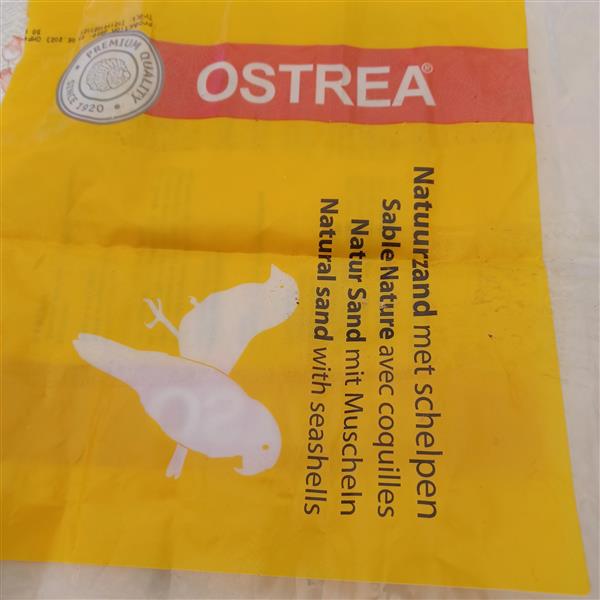 PREMIUM QUALITY
SINCE 1920
OSTREA®
Natuurzand met schelpen
Sable Nature avec coquilles
Natur Sand mit Muscheln
Natural sand with seashells